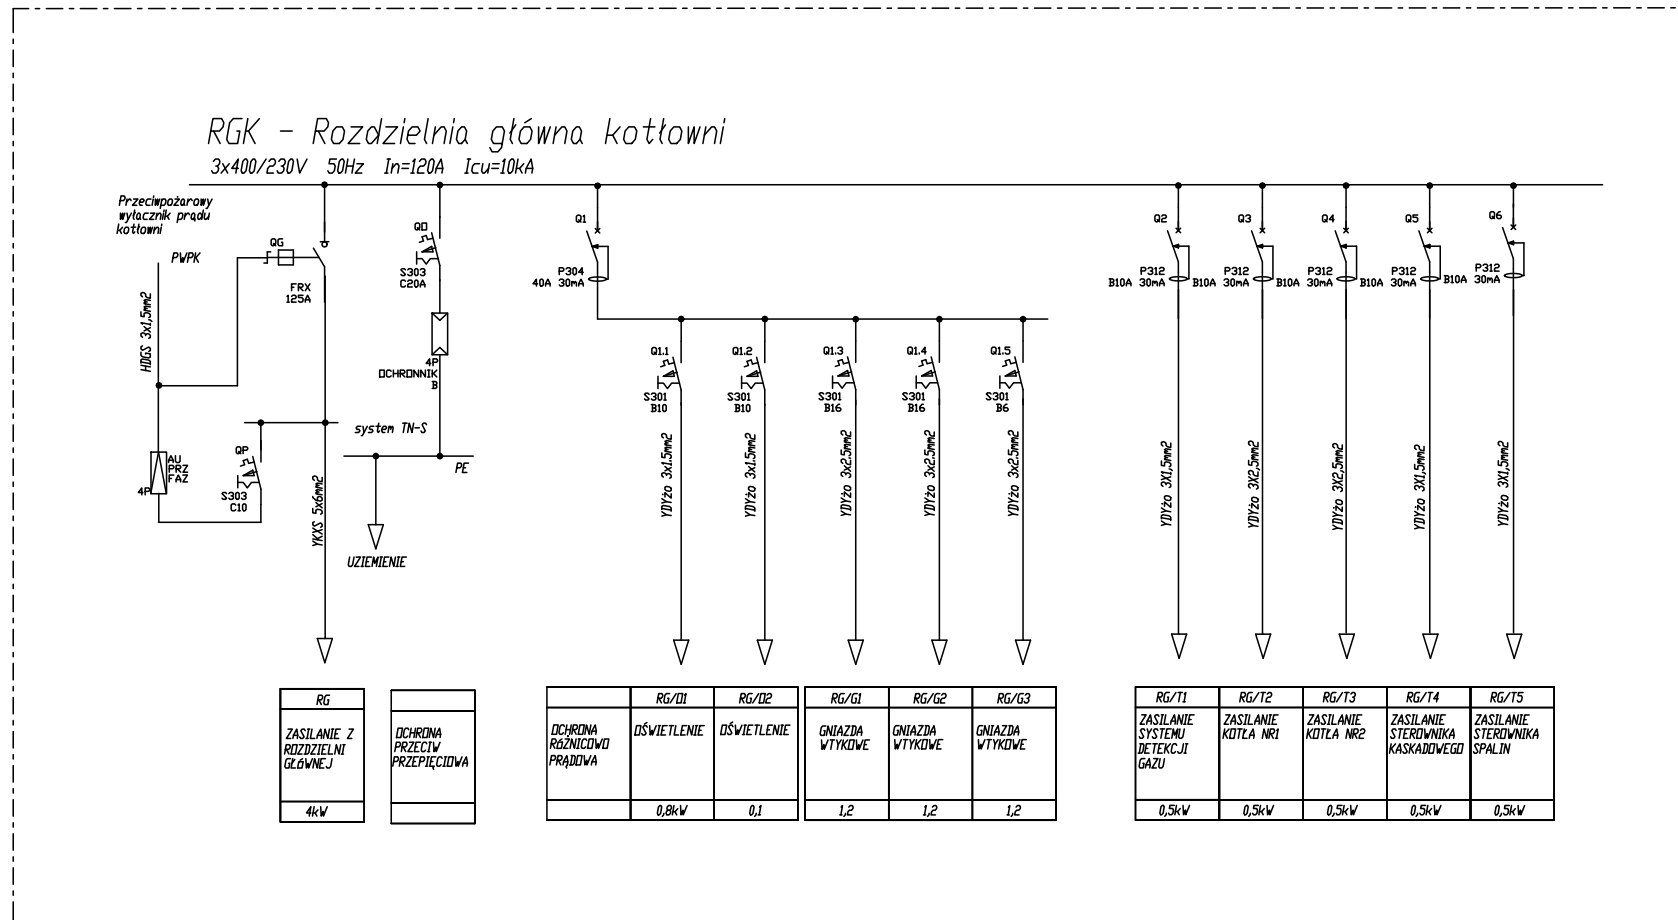 RGK - Rozdzielnia główna kotłowni
3x400/230V 50Hz In=120A Icu=10kA
Przeciwpożarowy
wyłacznik prądu
kotłowni
PWPK
HDGS 3x1,5mm2
QG
FRX
125A
QO
S303
C20A
4P
OCHRONNIK
B
system TN-S
PE
UZIEMIENIE
AU
PRZ
FAZ
4P
QP
S303
C10
YKXS 5x6mm2
Q1
P304
40A 30mA
Q1.1
S301
B10
YDYżo 3x1.5mm2
Q1.2
S301
B10
YDYżo 3x1.5mm2
Q1.3
S301
B16
YDYżo 3x2.5mm2
Q1.4
S301
B16
YDYżo 3x2.5mm2
Q1.5
S301
B6
YDYżo 3x2.5mm2
Q2
P312
B10A 30mA
YDYżo 3X1,5mm2
Q3
P312
B10A 30mA
YDYżo 3X2,5mm2
Q4
P312
B10A 30mA
YDYżo 3X2,5mm2
Q5
P312
B10A 30mA
YDYżo 3X1,5mm2
Q6
P312
B10A 30mA
YDYżo 3X1,5mm2
RG
ZASILANIE Z
ROZDZIELNI
GŁÓWNEJ
4kW
OCHRONA
PRZECIW
PRZEPIĘCIOWA
OCHRONA
RÓŻNICOWO
PRĄDOWA
RG/O1
OŚWIETLENIE
0,8kW
RG/O2
OŚWIETLENIE
0,1
RG/G1
GNIAZDA
WTYKOWE
1,2
RG/G2
GNIAZDA
WTYKOWE
1,2
RG/G3
GNIAZDA
WTYKOWE
1,2
RG/T1
ZASILANIE
SYSTEMU
DETEKCJI
GAZU
0,5kW
RG/T2
ZASILANIE
KOTŁA NR1
0,5kW
RG/T3
ZASILANIE
KOTŁA NR2
0,5kW
RG/T4
ZASILANIE
STEROWNIKA
KASKADOWEGO
0,5kW
RG/T5
ZASILANIE
STEROWNIKA
SPALIN
0,5kW